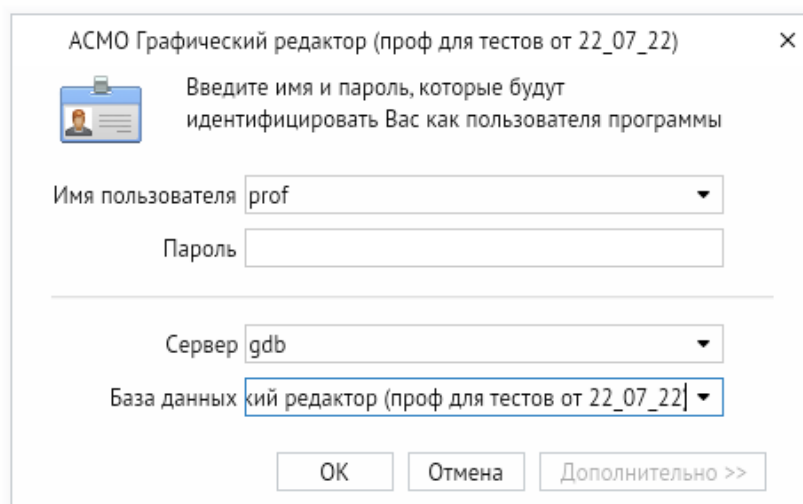 АСМО Графический редактор (проф для тестов от 22_07_22)
Введите имя и пароль, которые будут
идентифицировать Вас как пользователя программы
Имя пользователя prof
Пароль
Сервер gdb
База данных кий редактор (проф для тестов от 22_07_22)
ОК Отмена Дополнительно >>